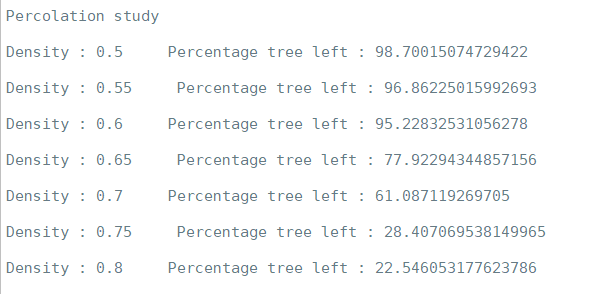 Percolation study
Density : 0.5     Percentage tree left : 98.70015074729422
Density : 0.55     Percentage tree left : 96.86225015992693
Density : 0.6     Percentage tree left : 95.22832531056278
Density : 0.65     Percentage tree left : 77.92294344857156
Density : 0.7     Percentage tree left : 61.087119269705
Density : 0.75     Percentage tree left : 28.407069538149965
Density : 0.8     Percentage tree left : 22.546053177623786